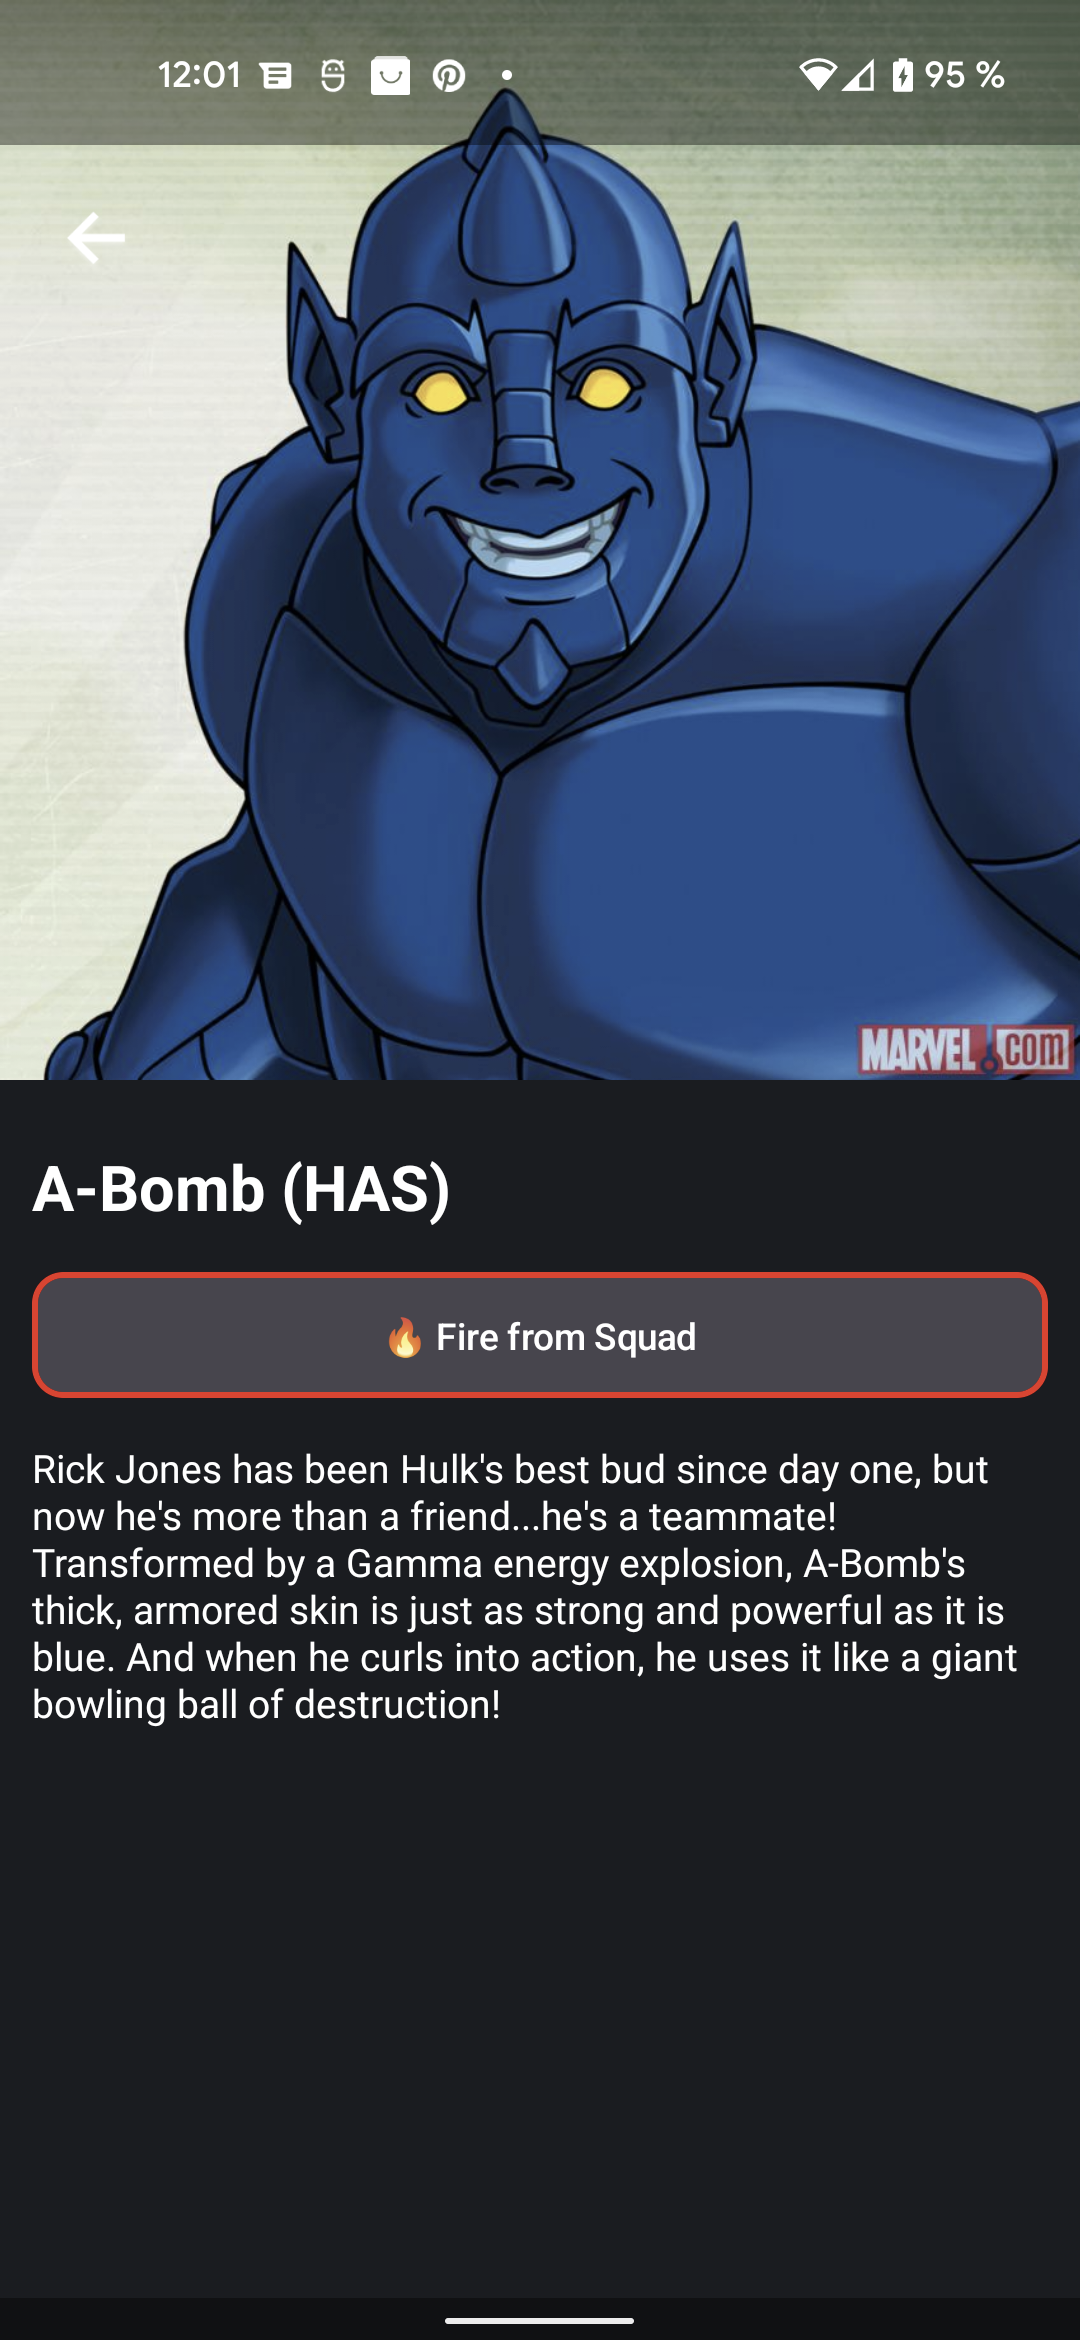 12:01
95 %
MARVEL.com
A-Bomb (HAS)
🔥 Fire from Squad
Rick Jones has been Hulk's best bud since day one, but
now he's more than a friend...he's a teammate!
Transformed by a Gamma energy explosion, A-Bomb's
thick, armored skin is just as strong and powerful as it is
blue. And when he curls into action, he uses it like a giant
bowling ball of destruction!